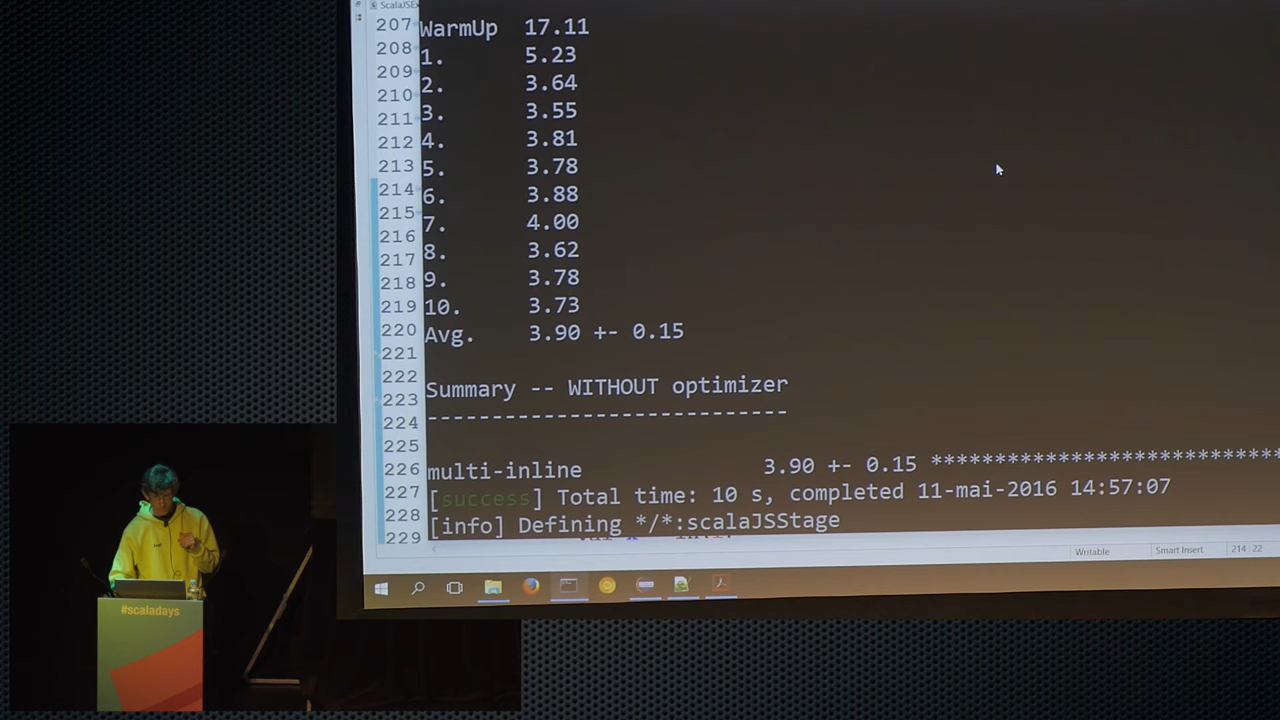 ScalaJSEx
207 WarmUp 17.11
208 1. 5.23
209 2. 3.64
210 3. 3.55
211 4. 3.81
212 5. 3.78
213 6. 3.88
214 7. 4.00
215 8. 3.62
216 9. 3.78
217 10. 3.73
218 Avg. 3.90 +- 0.15
219
220 Summary -- WITHOUT optimizer
221 ----------------------------
222
223 multi-inline 3.90 +- 0.15 ***************************
224 [success] Total time: 10 s, completed 11-mai-2016 14:57:07
225 [info] Defining */*:scalaJSStage
226
227
228
229
Writable Smart Insert 214 : 22
#scaladays